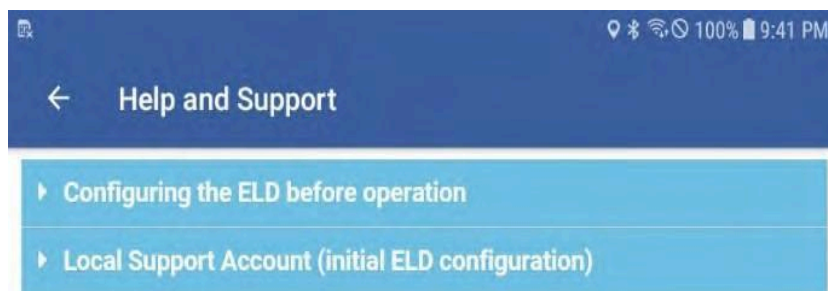 100% 9:41 PM
Help and Support
Configuring the ELD before operation
Local Support Account (initial ELD configuration)